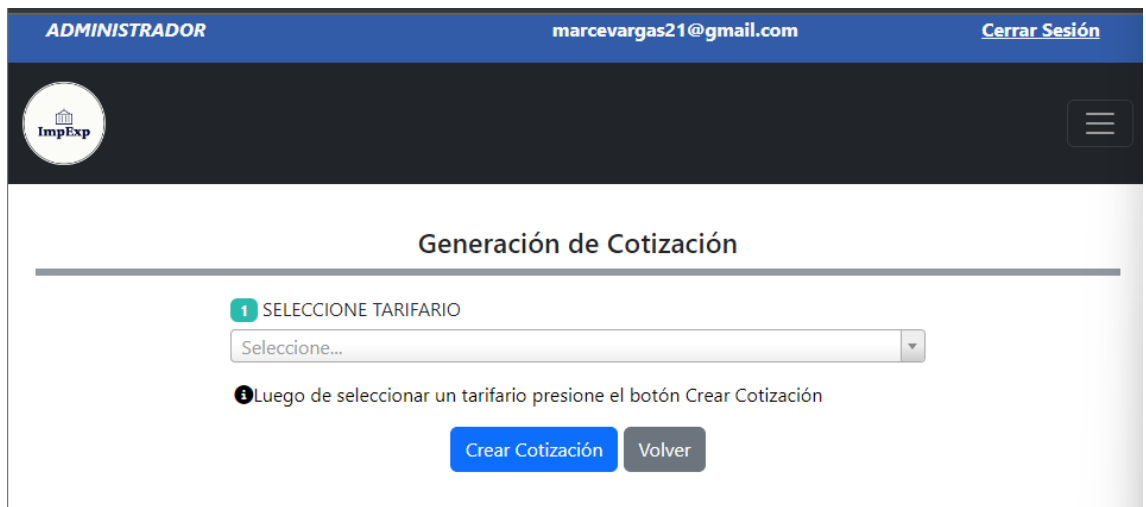 ADMINISTRADOR marcevargas21@gmail.com Cerrar Sesión
ImpExp
Generación de Cotización
1 SELECCIONE TARIFARIO
Seleccione...
Luego de seleccionar un tarifario presione el botón Crear Cotización
Crear Cotización Volver